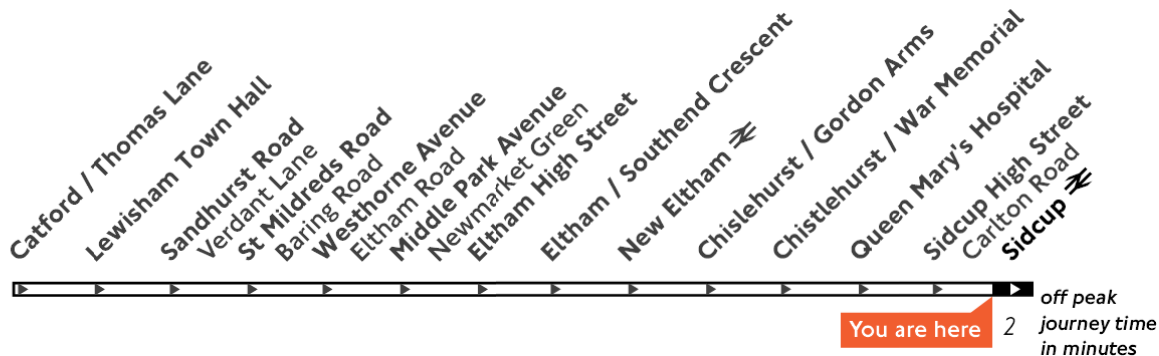 Catford / Thomas Lane
Lewisham Town Hall
Sandhurst Road
Verdant Lane
St Mildreds Road
Baring Road
Westhorne Avenue
Eltham Road
Middle Park Avenue
Newmarket Green
Eltham High Street
Eltham / Southend Crescent
New Eltham
Chislehurst / Gordon Arms
Chistlehurst / War Memorial
Queen Mary's Hospital
Sidcup High Street
Carlton Road
Sidcup
You are here
2
off peak
journey time
in minutes